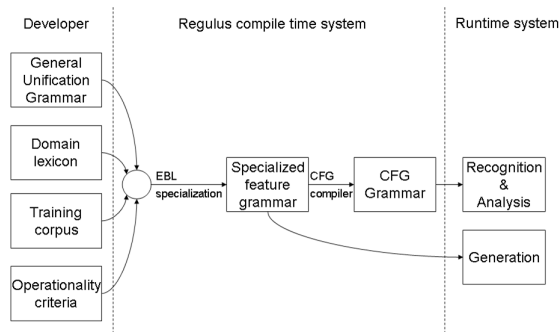 Developer
Regulus compile time system
Runtime system
General
Unification
Grammar
Domain
lexicon
Training
corpus
Operationality
criteria
EBL
specialization
Specialized
feature
grammar
CFG
compiler
CFG
Grammar
Recognition
&
Analysis
Generation